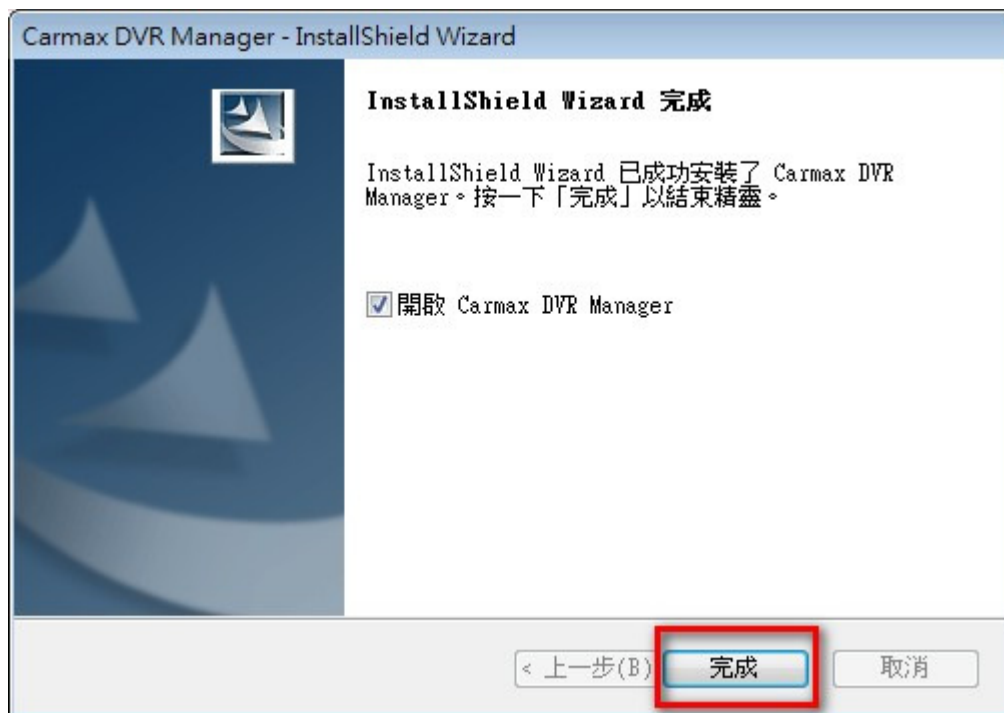 Carmax DVR Manager - InstallShield Wizard
InstallShield Wizard 完成
InstallShield Wizard 已成功安裝了 Carmax DVR
Manager。按一下「完成」以結束精靈。
開啟 Carmax DVR Manager
< 上一步(B) 完成 取消